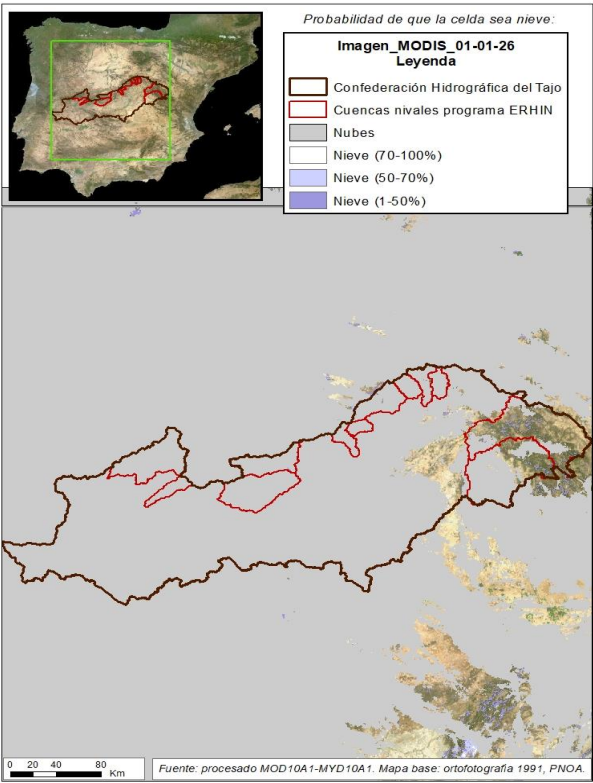 Probabilidad de que la celda sea nieve:
Imagen_MODIS_01-01-26
Leyenda
Confederación Hidrográfica del Tajo
Cuencas nivales programa ERHIN
Nubes
Nieve (70-100%)
Nieve (50-70%)
Nieve (1-50%)
0 20 40 80
Km
Fuente: procesado MOD10A1-MYD10A1. Mapa base: ortofotografía 1991, PNOA.